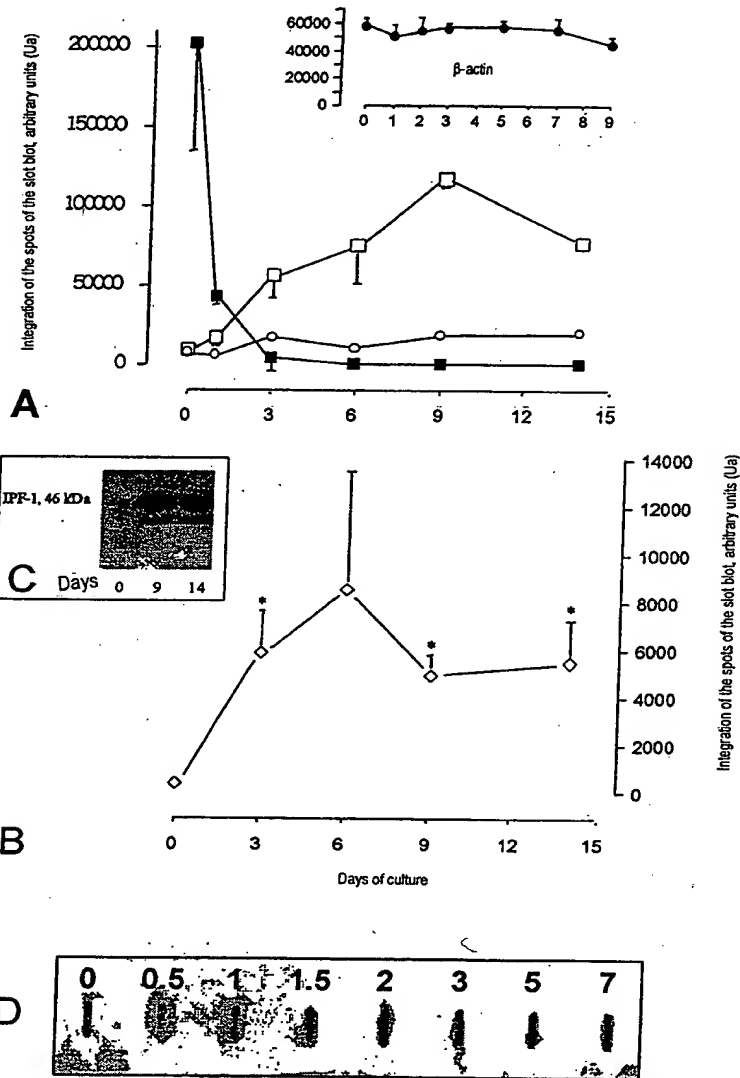 Integration of the spots of the slot blot, arbitrary units (Ua)
200000
150000
100000
50000
0
60000
40000
20000
0
β-actin
0 1 2 3 4 5 6 7 8 9
A
0 3 6 9 12 15
IPF-1, 46 kDa
C Days 0 9 14
* * *
14000
12000
10000
8000
6000
4000
2000
0
Integration of the spots of the slot blot, arbitrary units (Ua)
B
0 3 6 9 12 15
Days of culture
D
0 0.5 1 1.5 2 3 5 7